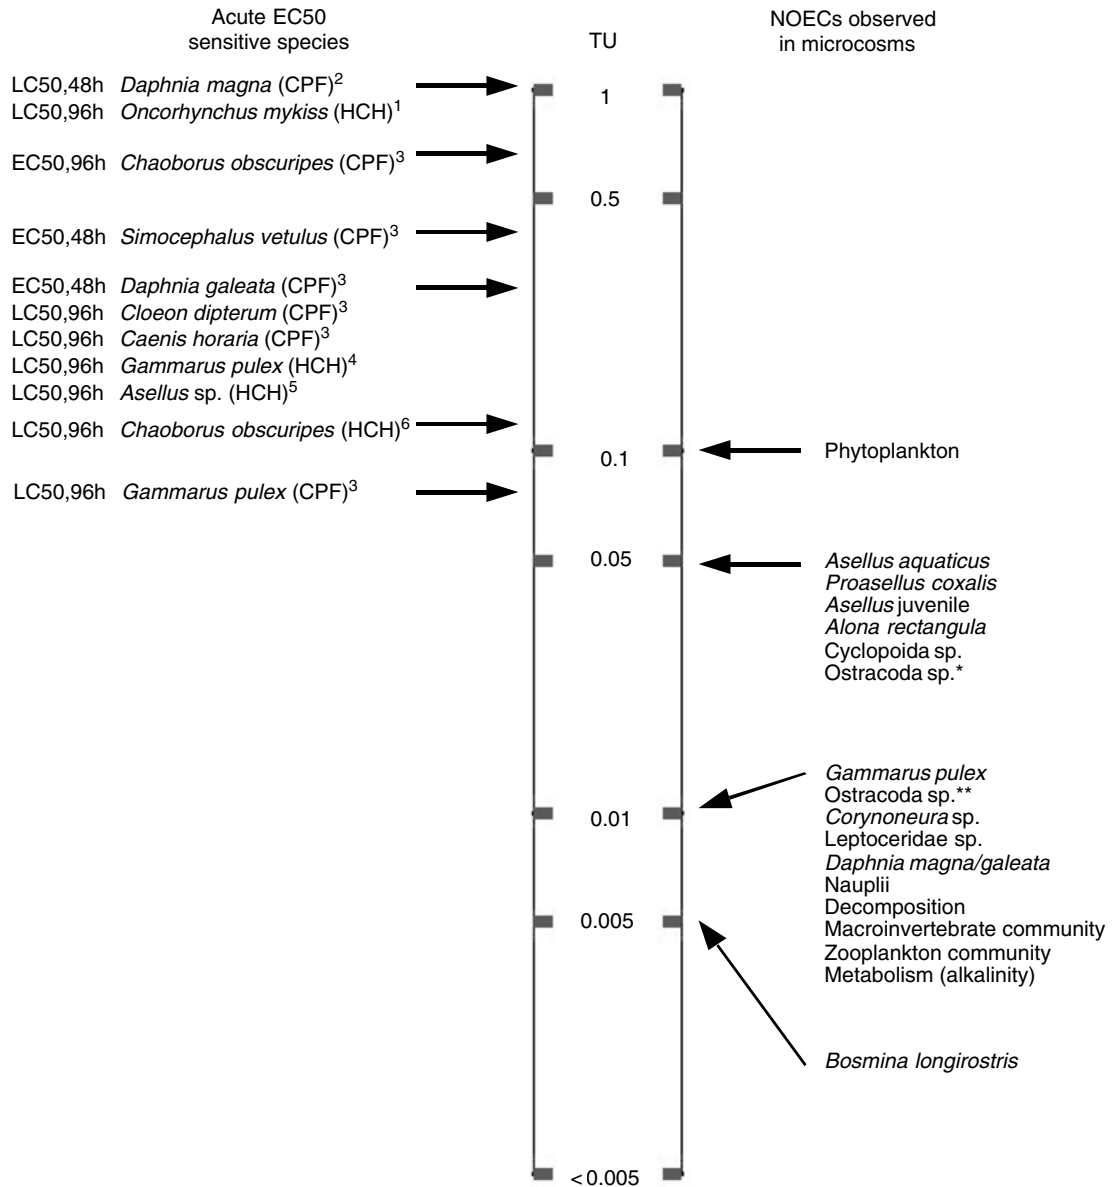 Acute EC50
sensitive species
LC50,48h Daphnia magna (CPF)²
LC50,96h Oncorhynchus mykiss (HCH)¹
EC50,96h Chaoborus obscuripes (CPF)³
EC50,48h Simocephalus vetulus (CPF)³
EC50,48h Daphnia galeata (CPF)³
LC50,96h Cloeon dipterum (CPF)³
LC50,96h Caenis horaria (CPF)³
LC50,96h Gammarus pulex (HCH)⁴
LC50,96h Asellus sp. (HCH)⁵
LC50,96h Chaoborus obscuripes (HCH)⁶
LC50,96h Gammarus pulex (CPF)³
TU
1
0.5
0.1
0.05
0.01
0.005
<0.005
NOECs observed
in microcosms
Phytoplankton
Asellus aquaticus
Proasellus coxalis
Asellus juvenile
Alona rectangula
Cyclopoida sp.
Ostracoda sp.*
Gammarus pulex
Ostracoda sp.**
Corynoneura sp.
Leptoceridae sp.
Daphnia magna/galeata
Nauplii
Decomposition
Macroinvertebrate community
Zooplankton community
Metabolism (alkalinity)
Bosmina longirostris